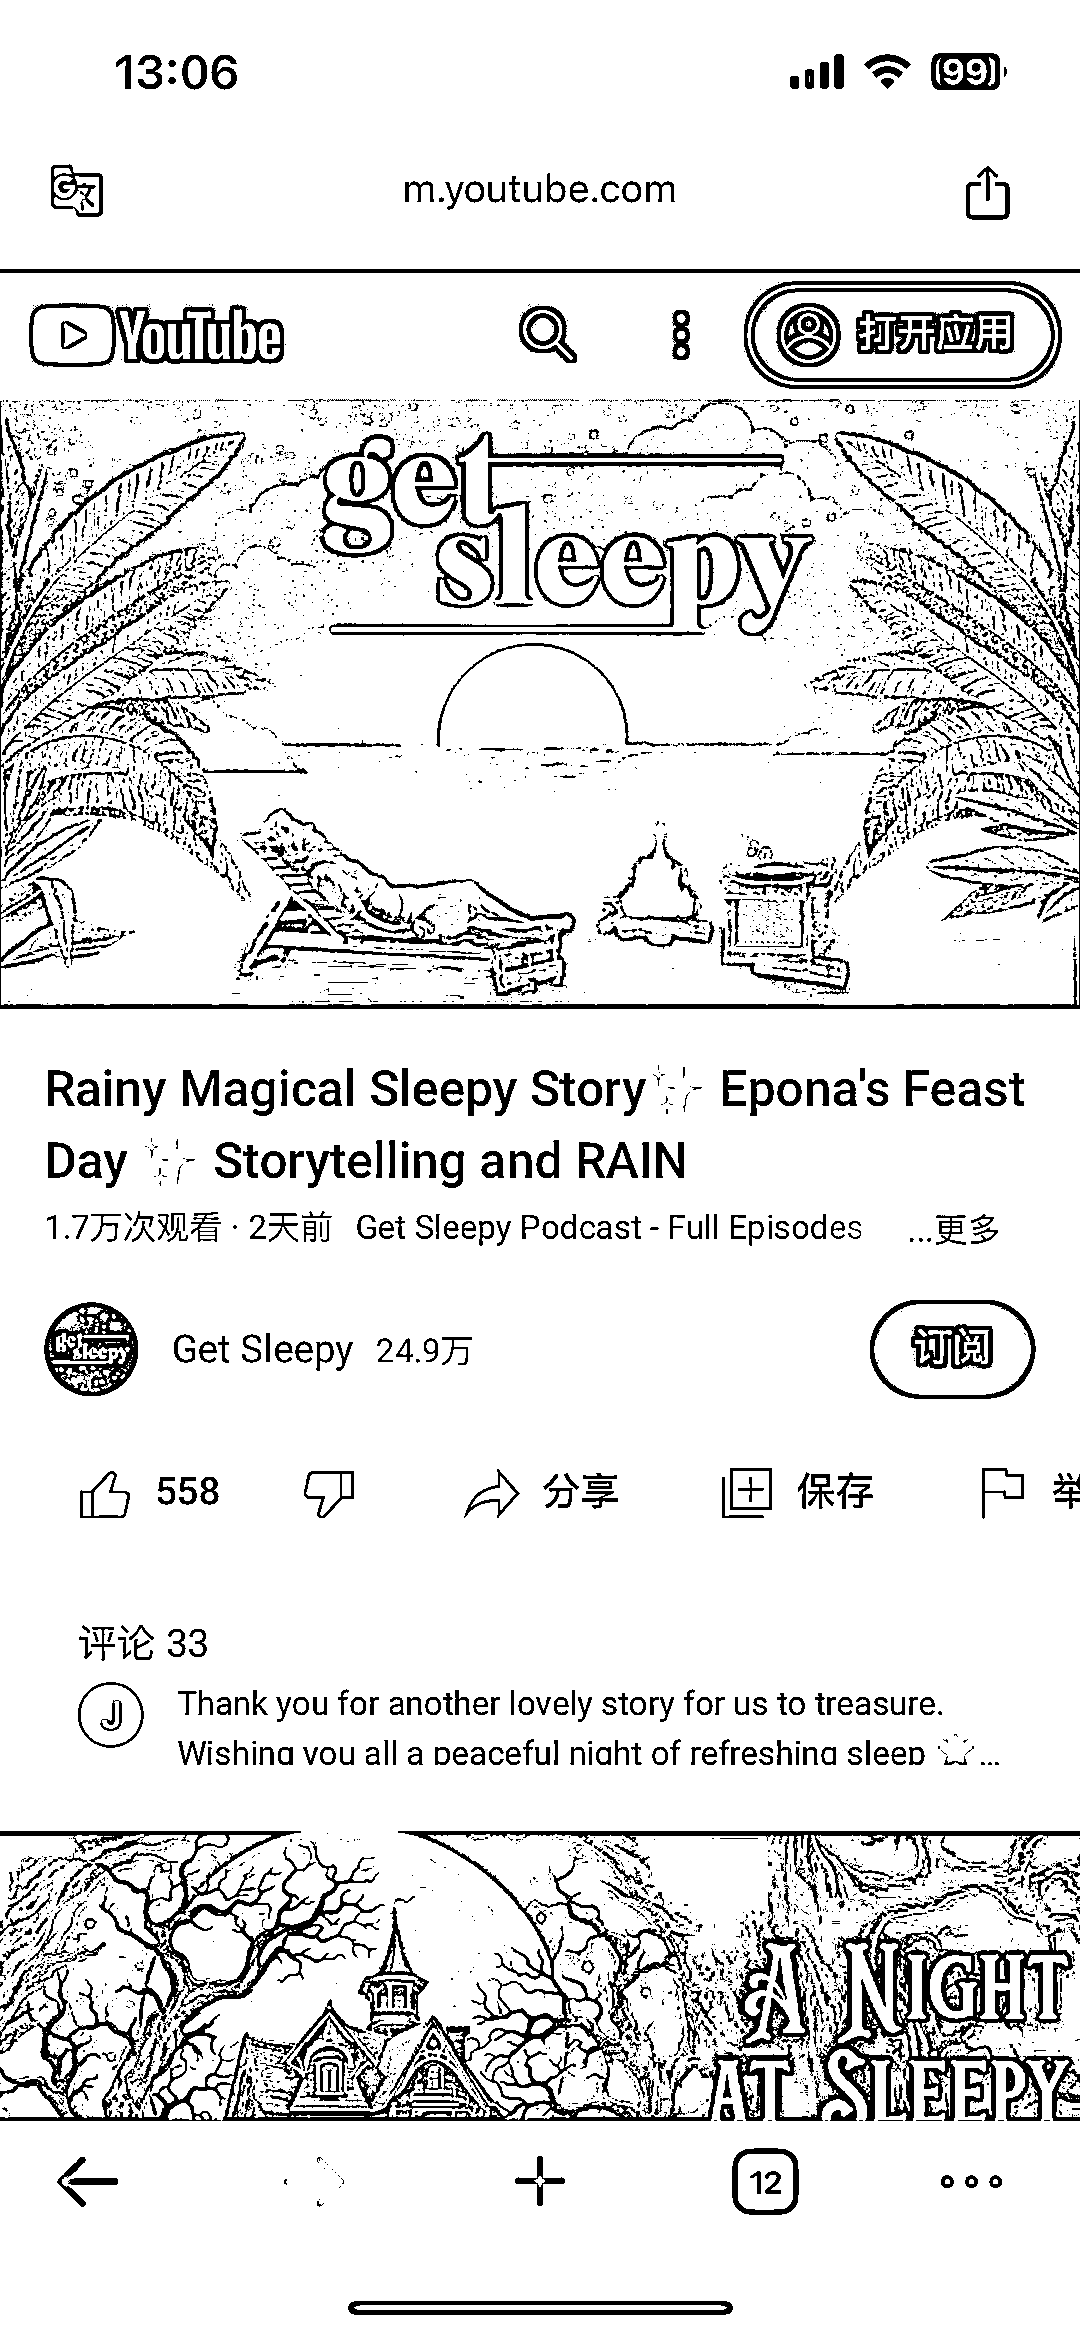 13:06
99
m.youtube.com
YouTube
打开应用
get
sleepy
Rainy Magical Sleepy Story✨ Epona's Feast
Day ✨ Storytelling and RAIN
1.7万次观看 · 2天前 Get Sleepy Podcast - Full Episodes ...更多
get sleepy
Get Sleepy 24.9万
订阅
558
分享
保存
举
评论 33
J
Thank you for another lovely story for us to treasure.
Wishing you all a peaceful night of refreshing sleep ...
A NIGHT
AT SLEEPY
12